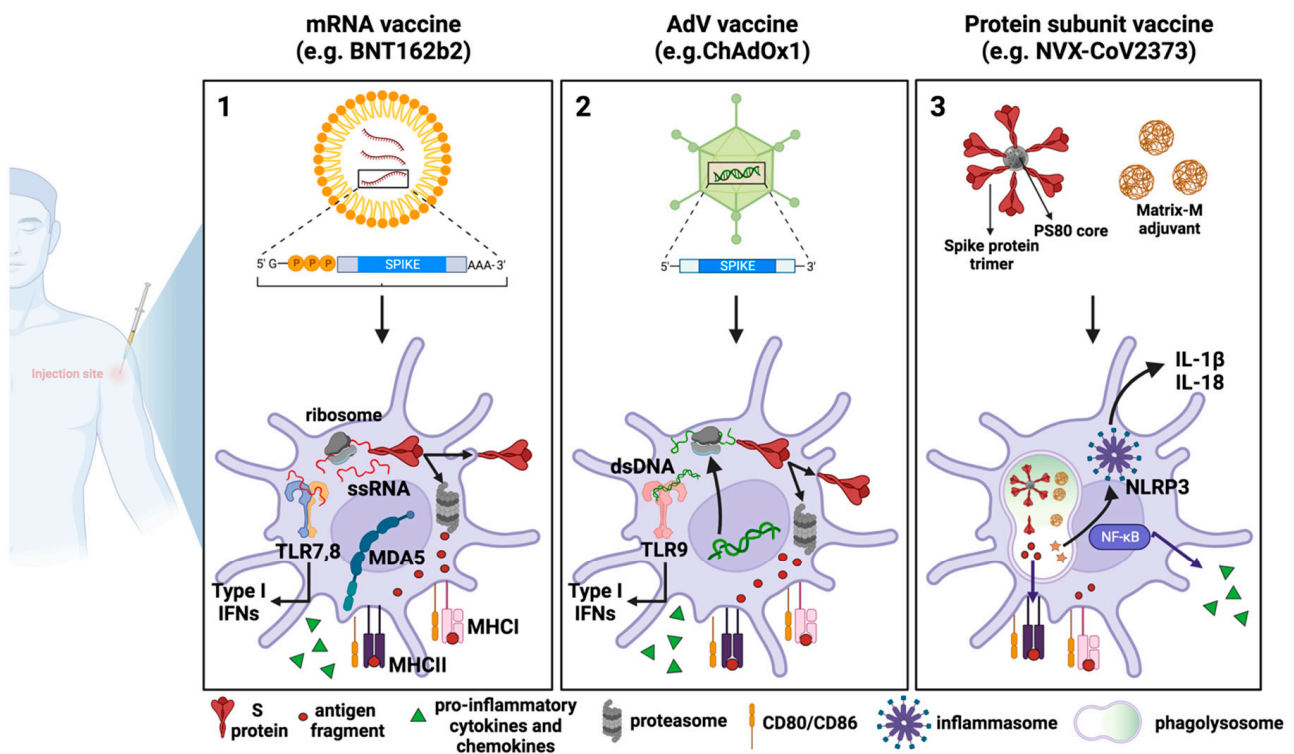 mRNA vaccine
(e.g. BNT162b2)
AdV vaccine
(e.g.ChAdOx1)
Protein subunit vaccine
(e.g. NVX-CoV2373)
Injection site
1
5' G
P P P
SPIKE
AAA-3'
ribosome
ssRNA
TLR7,8
MDA5
Type I
IFNs
MHCI
MHCII
2
5'
SPIKE
3'
dsDNA
TLR9
Type I
IFNs
3
Spike protein
trimer
PS80 core
Matrix-M
adjuvant
IL-1β
IL-18
NLRP3
NF-κB
S
protein
antigen
fragment
pro-inflammatory
cytokines and
chemokines
proteasome
CD80/CD86
inflammasome
phagolysosome